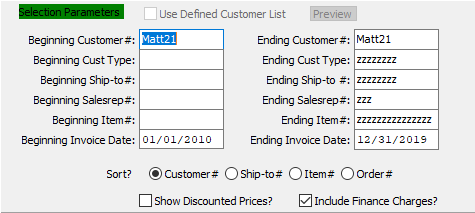 Selection Parameters Use Defined Customer List Preview
Beginning Customer#: Matt21 Ending Customer#: Matt21
Beginning Cust Type: Ending Cust Type: zzzzzzzz
Beginning Ship-to#: Ending Ship-to #: zzzzzzzz
Beginning Salesrep#: Ending Salesrep#: zzz
Beginning Item#: Ending Item#: zzzzzzzzzzzzzzz
Beginning Invoice Date: 01/01/2010 Ending Invoice Date: 12/31/2019
Sort? Customer# Ship-to# Item# Order#
Show Discounted Prices? Include Finance Charges?